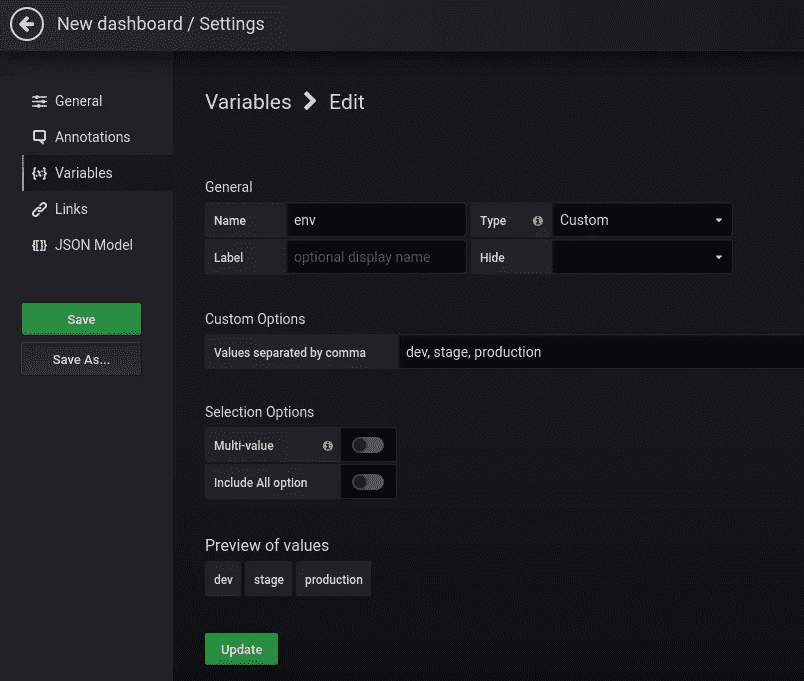 New dashboard / Settings
General
Annotations
Variables
Links
JSON Model
Save
Save As...
Variables > Edit
General
Name env Type Custom
Label optional display name Hide
Custom Options
Values separated by comma dev, stage, production
Selection Options
Multi-value
Include All option
Preview of values
dev stage production
Update